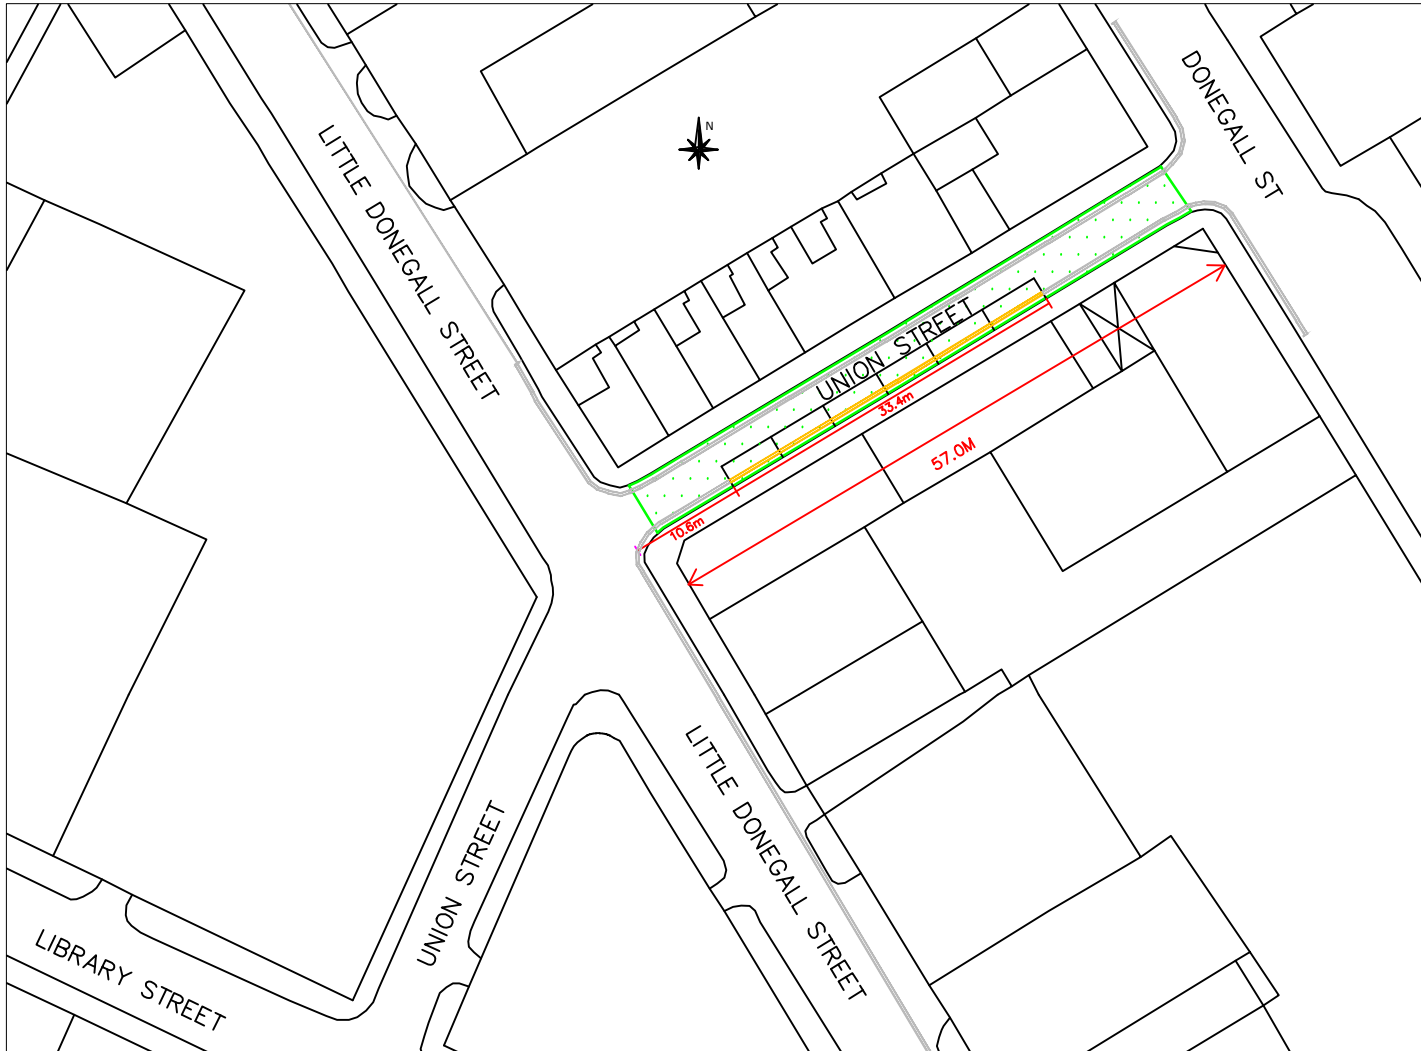 DONEGALL ST
N
LITTLE DONEGALL STREET
UNION STREET
33.4m
57.0M
10.6m
LITTLE DONEGALL STREET
UNION STREET
LIBRARY STREET